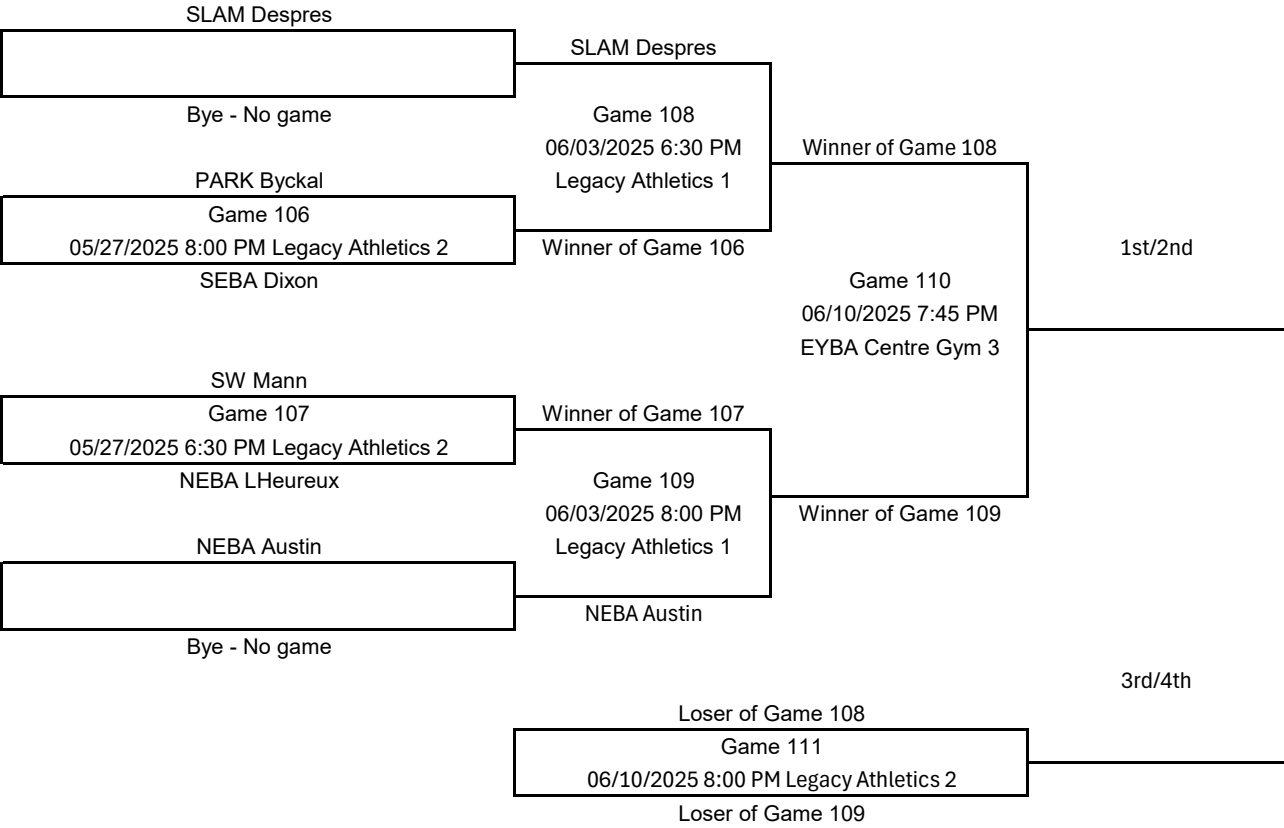 SLAM Despres
Bye - No game
PARK Byckal
Game 106
05/27/2025 8:00 PM Legacy Athletics 2
SEBA Dixon
SW Mann
Game 107
05/27/2025 6:30 PM Legacy Athletics 2
NEBA LHeureux
NEBA Austin
Bye - No game
SLAM Despres
Game 108
06/03/2025 6:30 PM
Legacy Athletics 1
Winner of Game 106
Winner of Game 107
Game 109
06/03/2025 8:00 PM
Legacy Athletics 1
NEBA Austin
Winner of Game 108
Game 110
06/10/2025 7:45 PM
EYBA Centre Gym 3
Winner of Game 109
1st/2nd
Loser of Game 108
Game 111
06/10/2025 8:00 PM Legacy Athletics 2
Loser of Game 109
3rd/4th